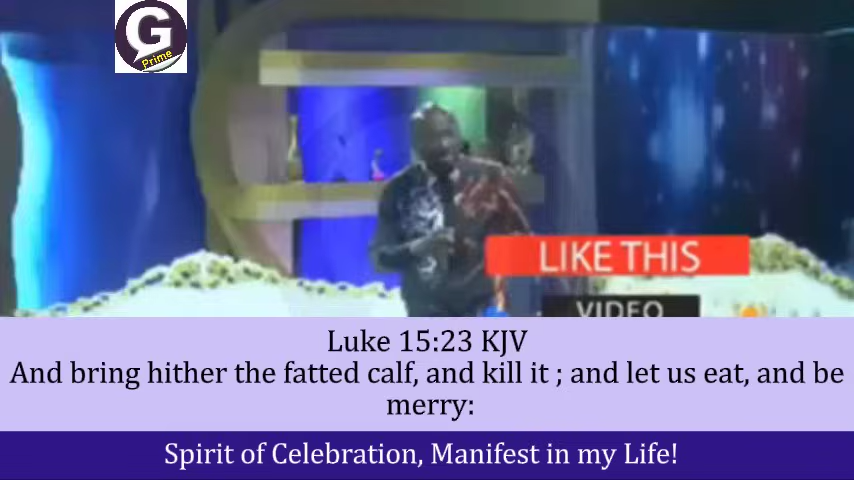 G
Prime
LIKE THIS
VIDEO
Luke 15:23 KJV
And bring hither the fatted calf, and kill it ; and let us eat, and be
merry:
Spirit of Celebration, Manifest in my Life!